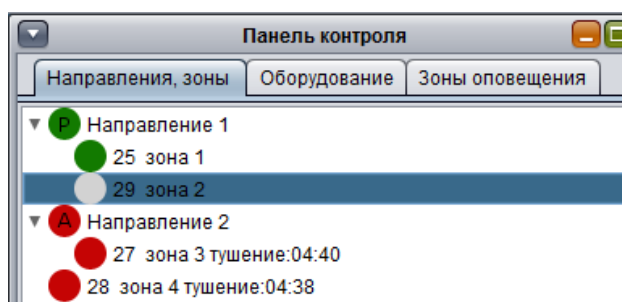 Панель контроля
Направления, зоны Оборудование Зоны оповещения
Р Направление 1
25 зона 1
29 зона 2
А Направление 2
27 зона 3 тушение:04:40
28 зона 4 тушение:04:38